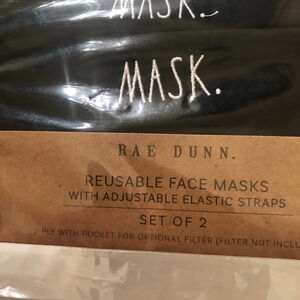 MASK.
MASK.
RAE DUNN.
REUSABLE FACE MASKS
WITH ADJUSTABLE ELASTIC STRAPS
SET OF 2
PLY WITH POCKET FOR OPTIONAL FILTER (FILTER NOT